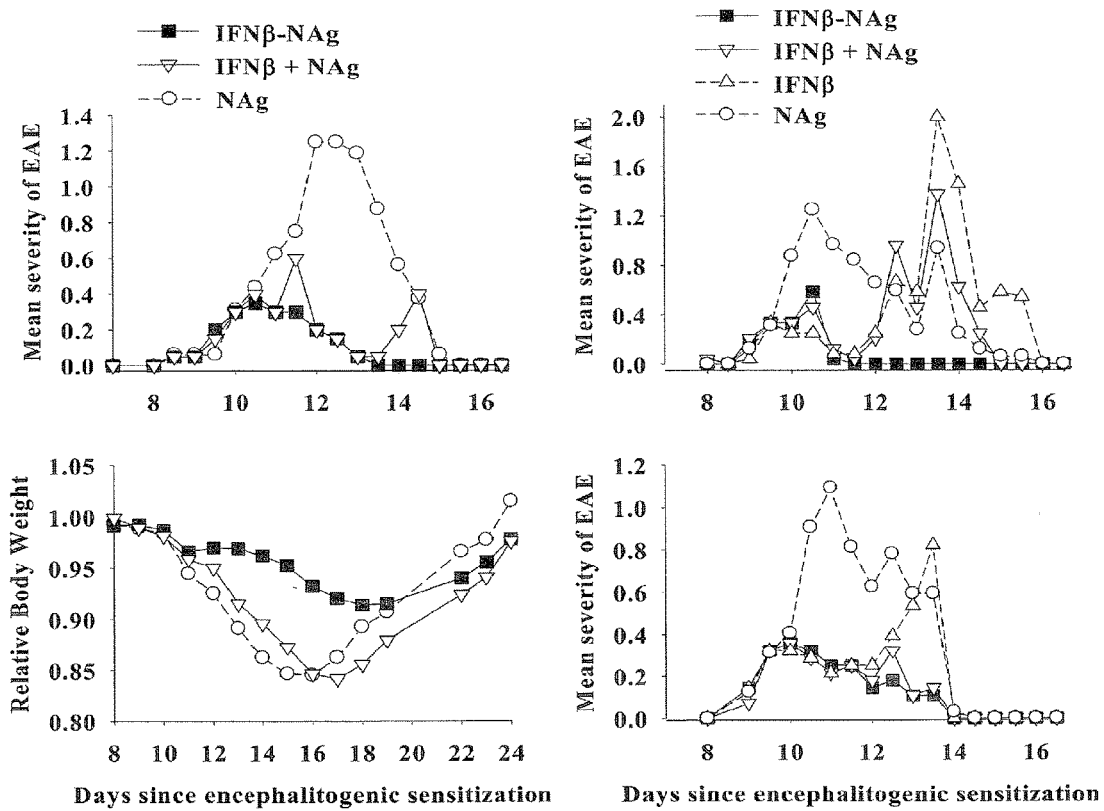 IFNβ-NAg
IFNβ + NAg
NAg
Mean severity of EAE
1.4
1.2
1.0
0.8
0.6
0.4
0.2
0.0
8 10 12 14 16
IFNβ-NAg
IFNβ + NAg
IFNβ
NAg
Mean severity of EAE
2.0
1.6
1.2
0.8
0.4
0.0
8 10 12 14 16
Relative Body Weight
1.05
1.00
0.95
0.90
0.85
0.80
8 10 12 14 16 18 20 22 24
Days since encephalitogenic sensitization
Mean severity of EAE
1.2
1.0
0.8
0.6
0.4
0.2
0.0
8 10 12 14 16
Days since encephalitogenic sensitization